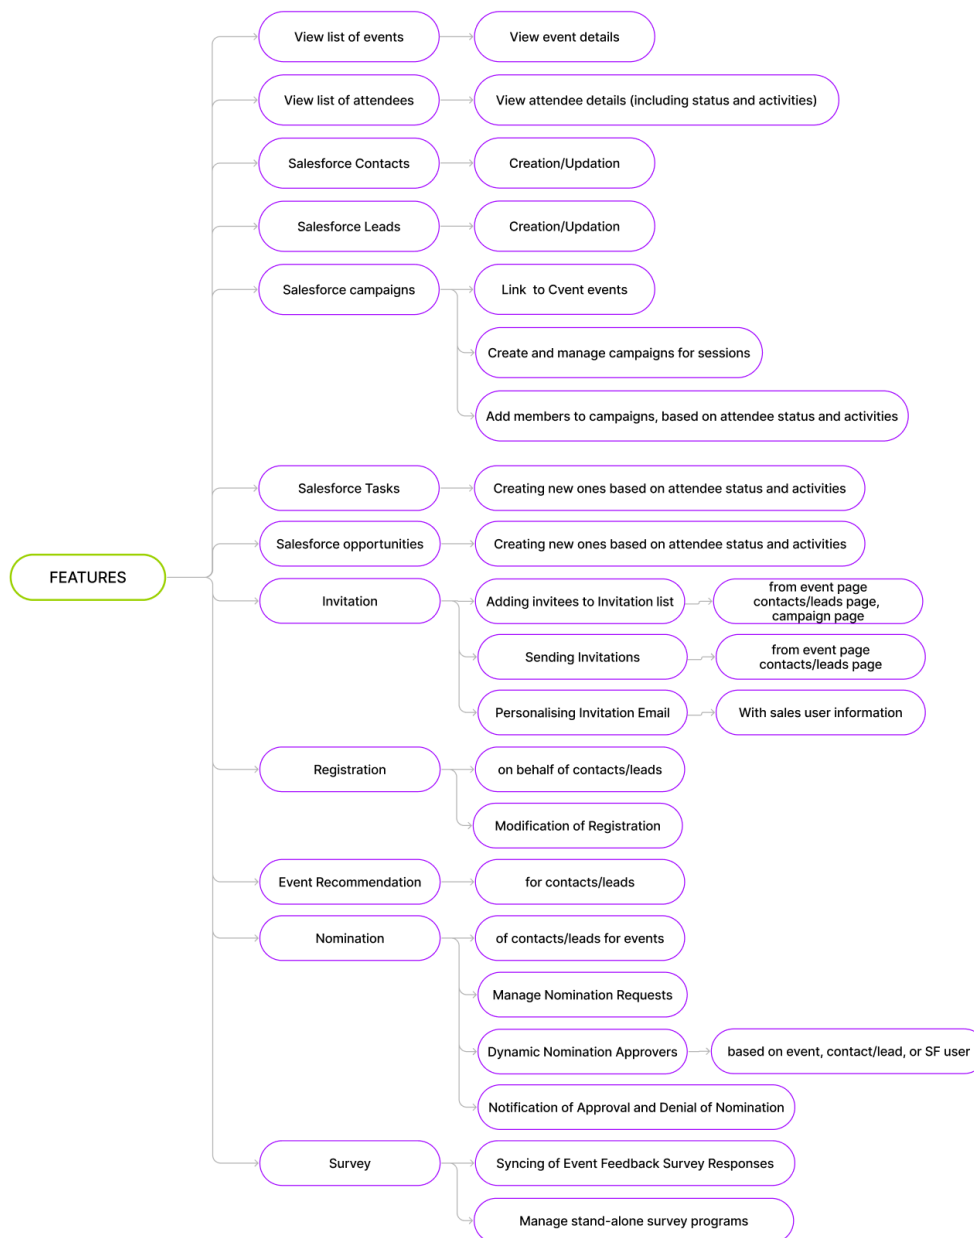 View list of events
View event details
View list of attendees
View attendee details (including status and activities)
Salesforce Contacts
Creation/Updation
Salesforce Leads
Creation/Updation
Salesforce campaigns
Link to Cvent events
Create and manage campaigns for sessions
Add members to campaigns, based on attendee status and activities
Salesforce Tasks
Creating new ones based on attendee status and activities
Salesforce opportunities
Creating new ones based on attendee status and activities
FEATURES
Invitation
Adding invitees to Invitation list
from event page
contacts/leads page,
campaign page
Sending Invitations
from event page
contacts/leads page
Personalising Invitation Email
With sales user information
Registration
on behalf of contacts/leads
Modification of Registration
Event Recommendation
for contacts/leads
Nomination
of contacts/leads for events
Manage Nomination Requests
Dynamic Nomination Approvers
based on event, contact/lead, or SF user
Notification of Approval and Denial of Nomination
Survey
Syncing of Event Feedback Survey Responses
Manage stand-alone survey programs